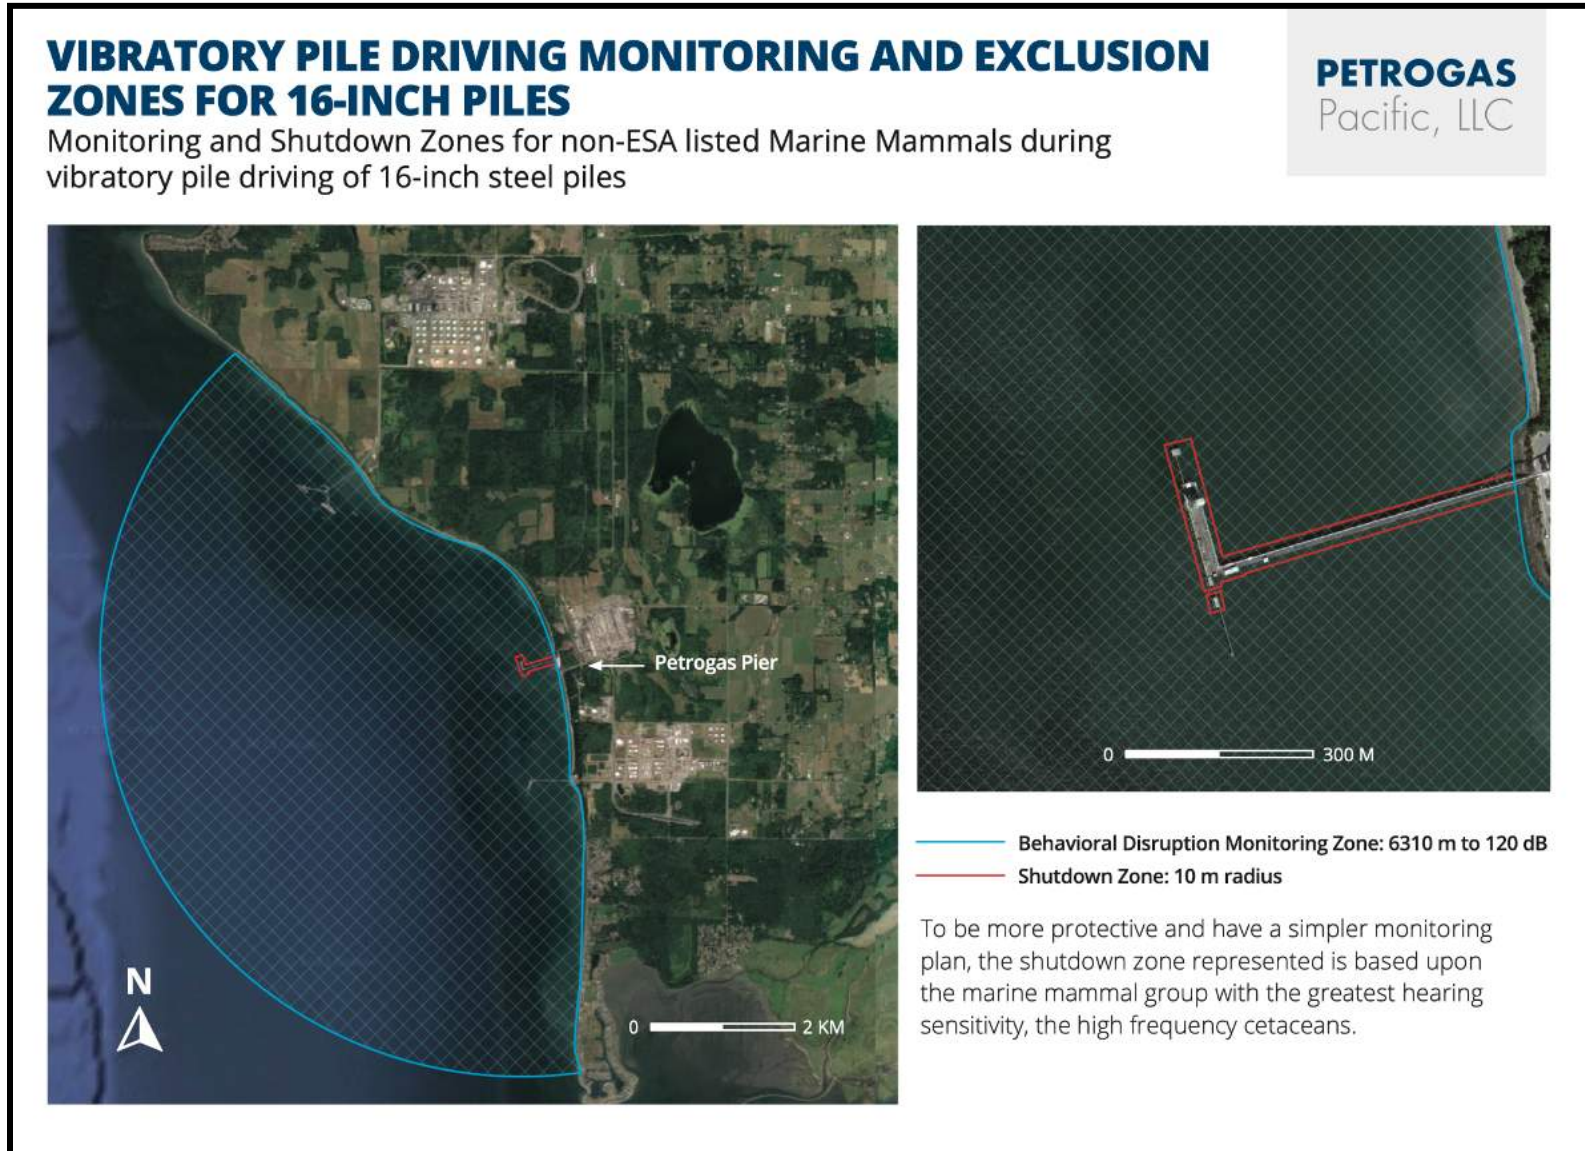 VIBRATORY PILE DRIVING MONITORING AND EXCLUSION
ZONES FOR 16-INCH PILES
Monitoring and Shutdown Zones for non-ESA listed Marine Mammals during
vibratory pile driving of 16-inch steel piles
PETROGAS
Pacific, LLC
Petrogas Pier
N
0 2 KM
0 300 M
Behavioral Disruption Monitoring Zone: 6310 m to 120 dB
Shutdown Zone: 10 m radius
To be more protective and have a simpler monitoring
plan, the shutdown zone represented is based upon
the marine mammal group with the greatest hearing
sensitivity, the high frequency cetaceans.